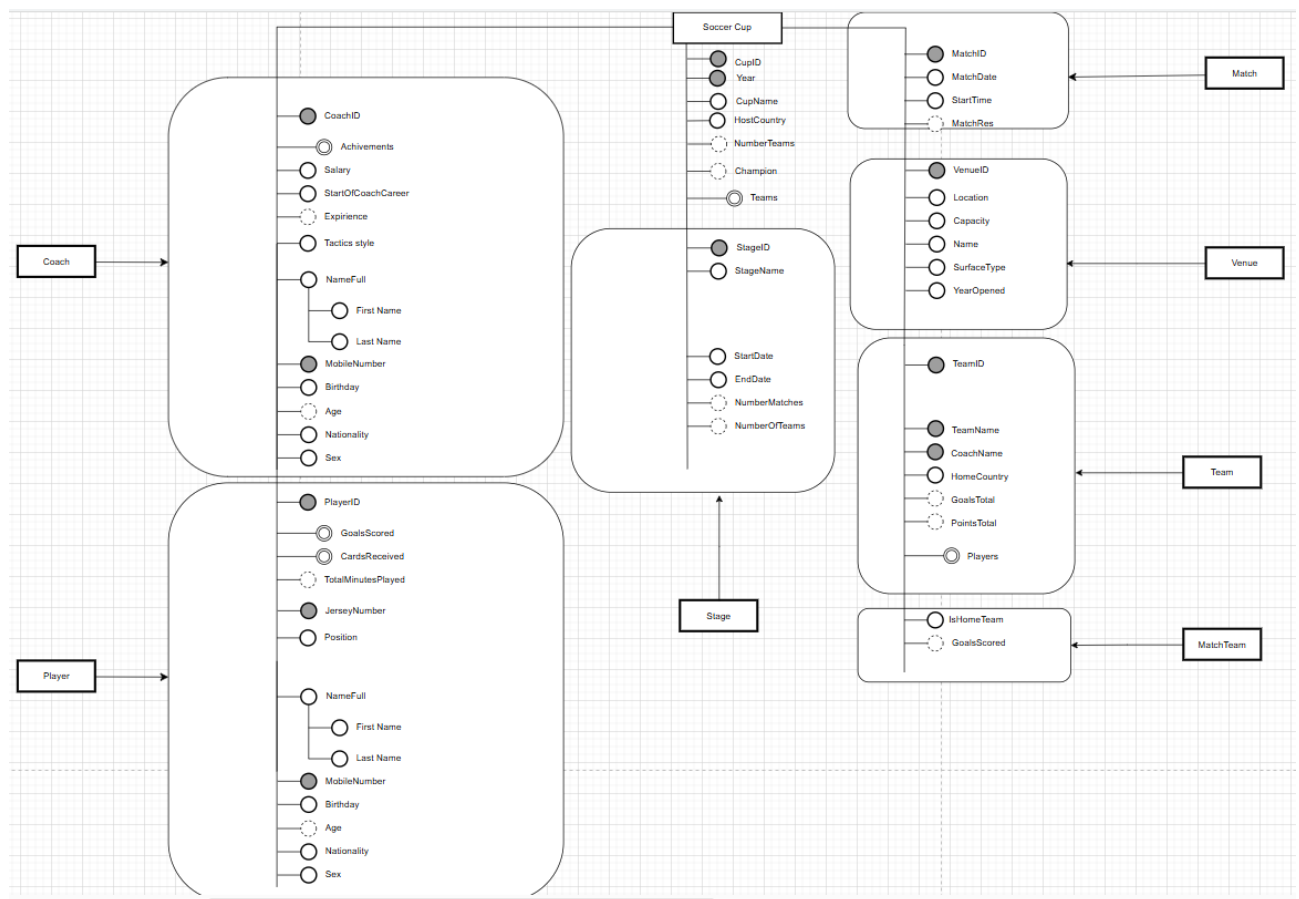 Soccer Cup
CupID
Year
CupName
HostCountry
NumberTeams
Champion
Teams
Coach
CoachID
Achivements
Salary
StartOfCoachCareer
Expirience
Tactics style
NameFull
First Name
Last Name
MobileNumber
Birthday
Age
Nationality
Sex
Player
PlayerID
GoalsScored
CardsReceived
TotalMinutesPlayed
JerseyNumber
Position
NameFull
First Name
Last Name
MobileNumber
Birthday
Age
Nationality
Sex
StageID
StageName
StartDate
EndDate
NumberMatches
NumberOfTeams
Stage
MatchID
MatchDate
StartTime
MatchRes
Match
VenueID
Location
Capacity
Name
SurfaceType
YearOpened
Venue
TeamID
TeamName
CoachName
HomeCountry
GoalsTotal
PointsTotal
Players
Team
IsHomeTeam
GoalsScored
MatchTeam